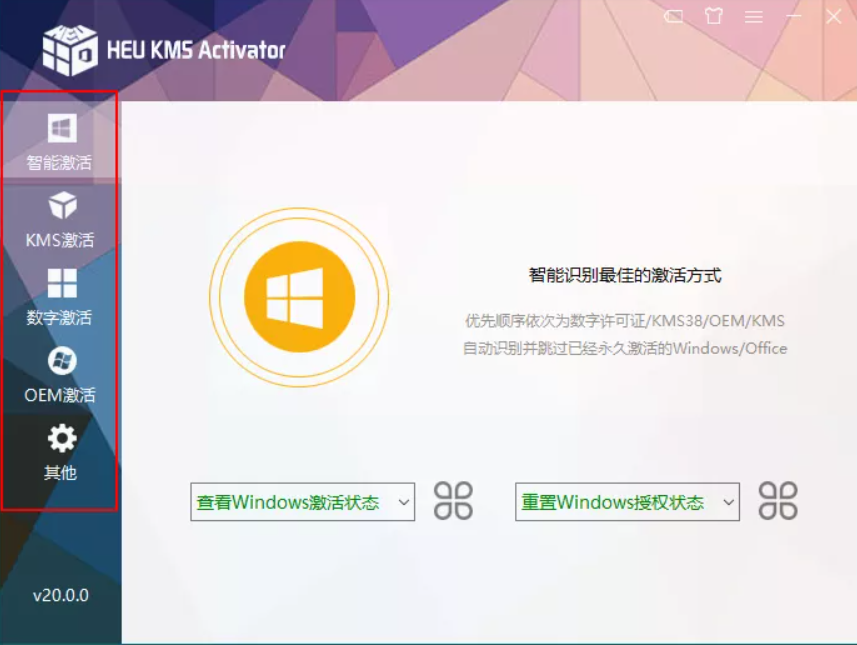 HEU KMS Activator
智能激活
KMS激活
数字激活
OEM激活
其他
v20.0.0
智能识别最佳的激活方式
优先顺序依次为数字许可证/KMS38/OEM/KMS
自动识别并跳过已经永久激活的Windows/Office
查看Windows激活状态
重置Windows授权状态